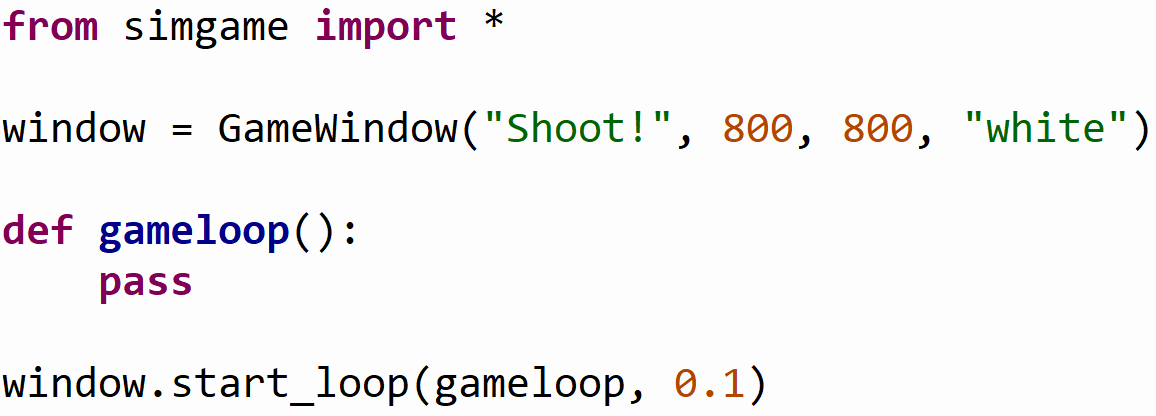 from simgame import *
window = GameWindow("Shoot!", 800, 800, "white")
def gameloop():
    pass
window.start_loop(gameloop, 0.1)